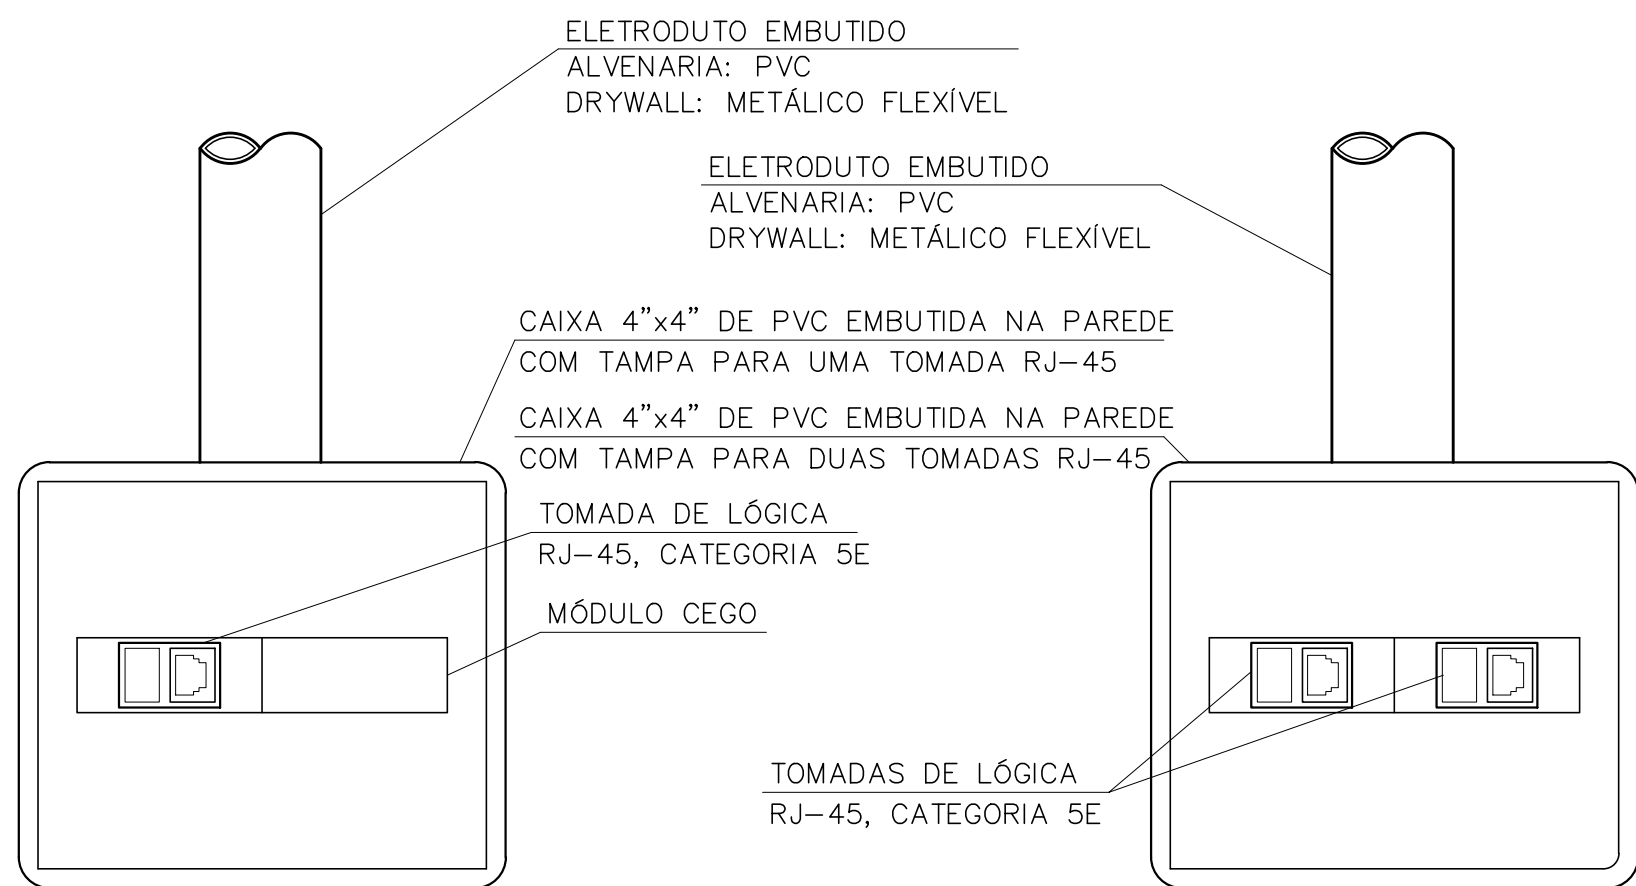 ELETRODUTO EMBUTIDO
ALVENARIA: PVC
DRYWALL: METÁLICO FLEXÍVEL
ELETRODUTO EMBUTIDO
ALVENARIA: PVC
DRYWALL: METÁLICO FLEXÍVEL
CAIXA 4”x4” DE PVC EMBUTIDA NA PAREDE
COM TAMPA PARA UMA TOMADA RJ-45
CAIXA 4”x4” DE PVC EMBUTIDA NA PAREDE
COM TAMPA PARA DUAS TOMADAS RJ-45
TOMADA DE LÓGICA
RJ-45, CATEGORIA 5E
MÓDULO CEGO
TOMADAS DE LÓGICA
RJ-45, CATEGORIA 5E